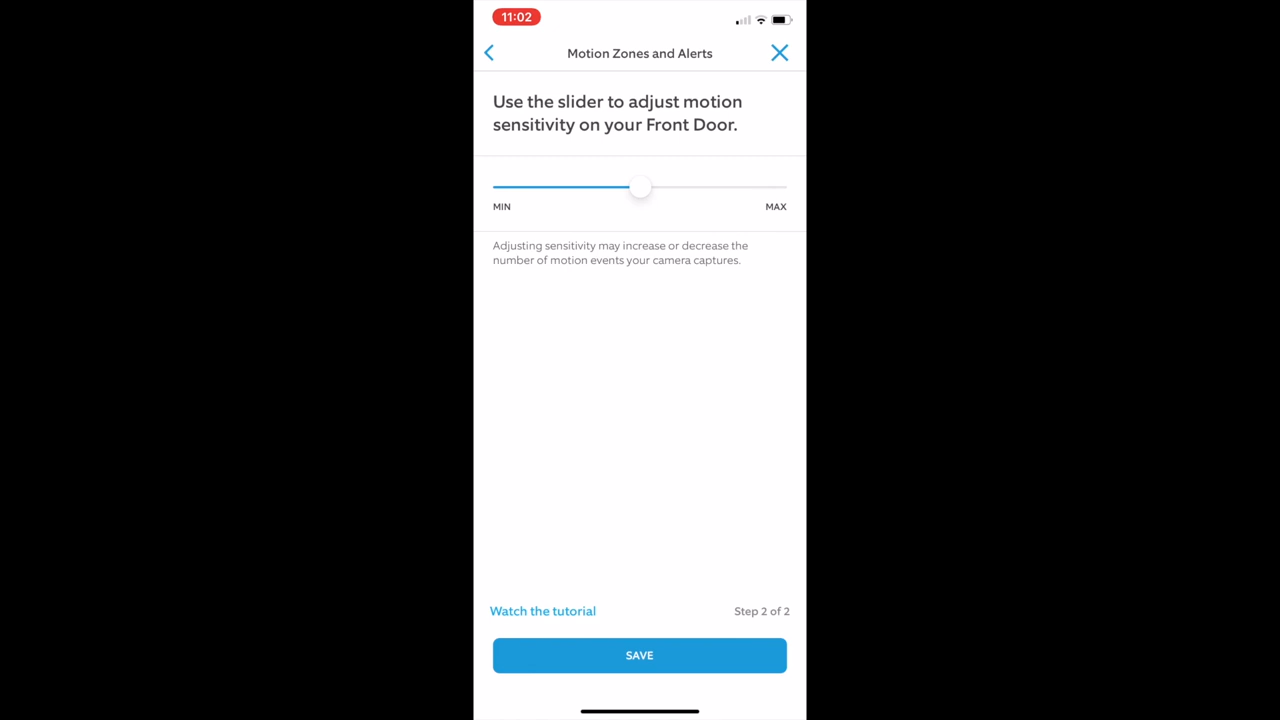 11:02
Motion Zones and Alerts
Use the slider to adjust motion
sensitivity on your Front Door.
MIN MAX
Adjusting sensitivity may increase or decrease the
number of motion events your camera captures.
Watch the tutorial Step 2 of 2
SAVE